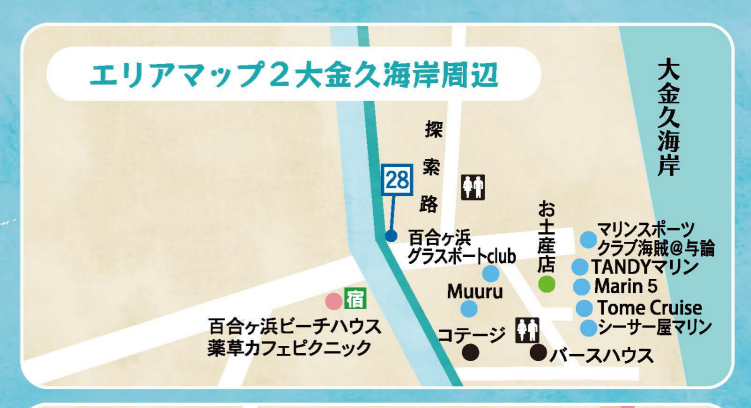 エリアマップ２大金久海岸周辺
大金久海岸
探索路
28
お土産店
百合ヶ浜
グラスボートclub
マリンスポーツ
クラブ海賊@与論
TANDYマリン
Marin 5
Tome Cruise
シーサー屋マリン
Muuru
宿
百合ヶ浜ビーチハウス
薬草カフェピクニック
コテージ
バースハウス